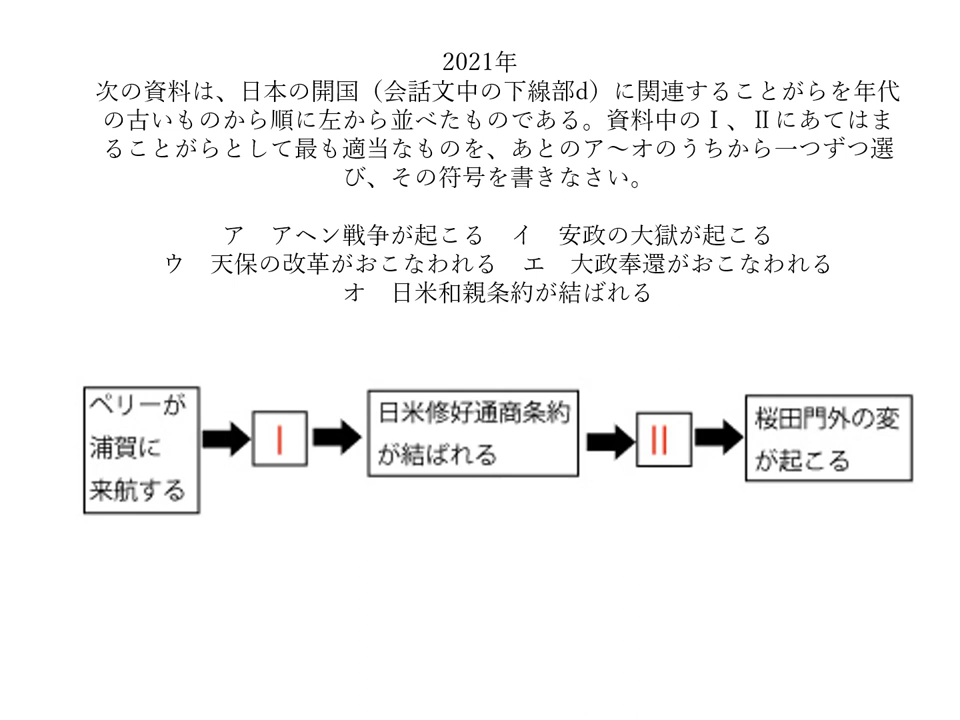 2021年
次の資料は、日本の開国（会話文中の下線部d）に関連することがらを年代
の古いものから順に左から並べたものである。資料中のⅠ、Ⅱにあてはま
ることがらとして最も適当なものを、あとのア～オのうちから一つずつ選
び、その符号を書きなさい。
ア　アヘン戦争が起こる　イ　安政の大獄が起こる
ウ　天保の改革がおこなわれる　エ　大政奉還がおこなわれる
オ　日米和親条約が結ばれる
ペリーが
浦賀に
来航する
Ⅰ
日米修好通商条約
が結ばれる
Ⅱ
桜田門外の変
が起こる